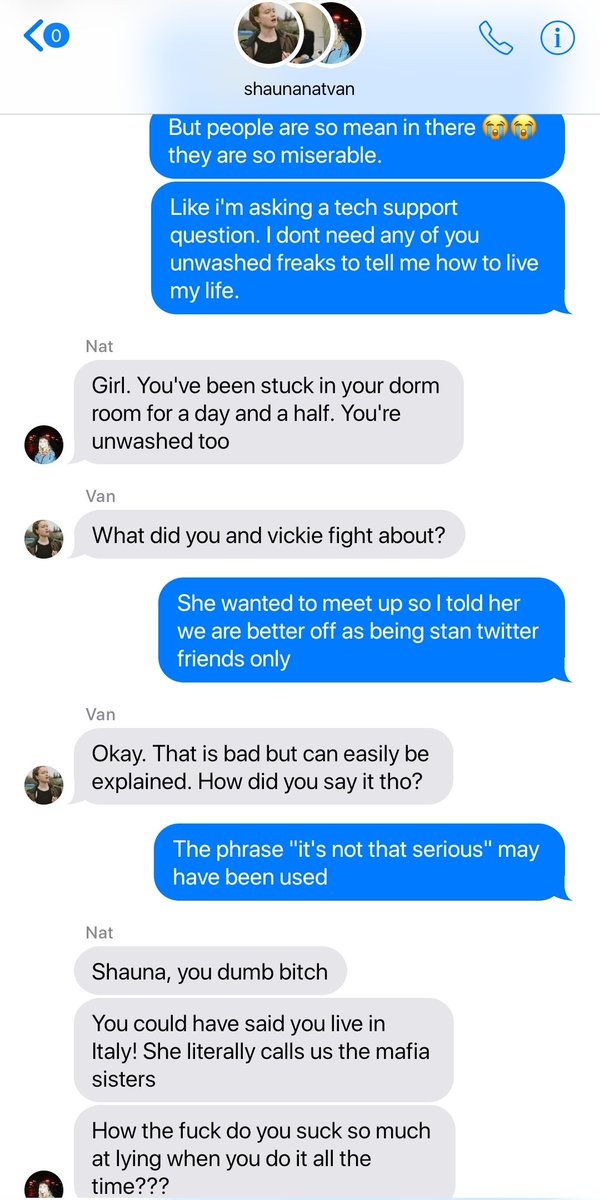 0
shaunanatvan
But people are so mean in there 😭😭
they are so miserable.
Like i'm asking a tech support
question. I dont need any of you
unwashed freaks to tell me how to live
my life.
Nat
Girl. You've been stuck in your dorm
room for a day and a half. You're
unwashed too
Van
What did you and vickie fight about?
She wanted to meet up so I told her
we are better off as being stan twitter
friends only
Van
Okay. That is bad but can easily be
explained. How did you say it tho?
The phrase "it's not that serious" may
have been used
Nat
Shauna, you dumb bitch
You could have said you live in
Italy! She literally calls us the mafia
sisters
How the fuck do you suck so much
at lying when you do it all the
time???